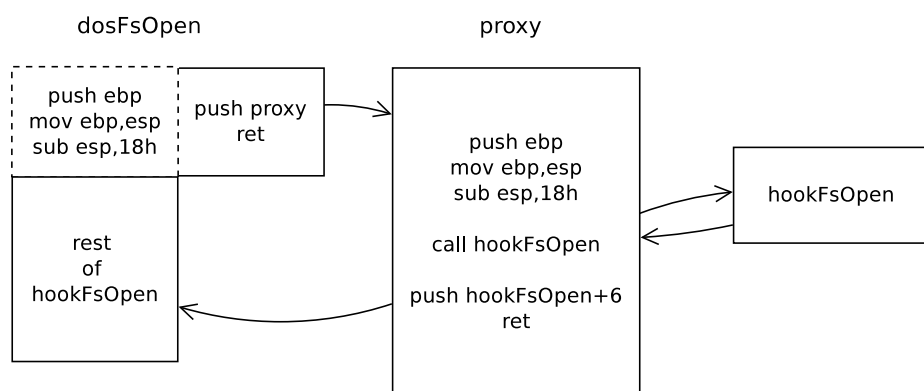 dosFsOpen
proxy
push ebp
mov ebp,esp
sub esp,18h
push proxy
ret
rest
of
hookFsOpen
push ebp
mov ebp,esp
sub esp,18h
call hookFsOpen
push hookFsOpen+6
ret
hookFsOpen